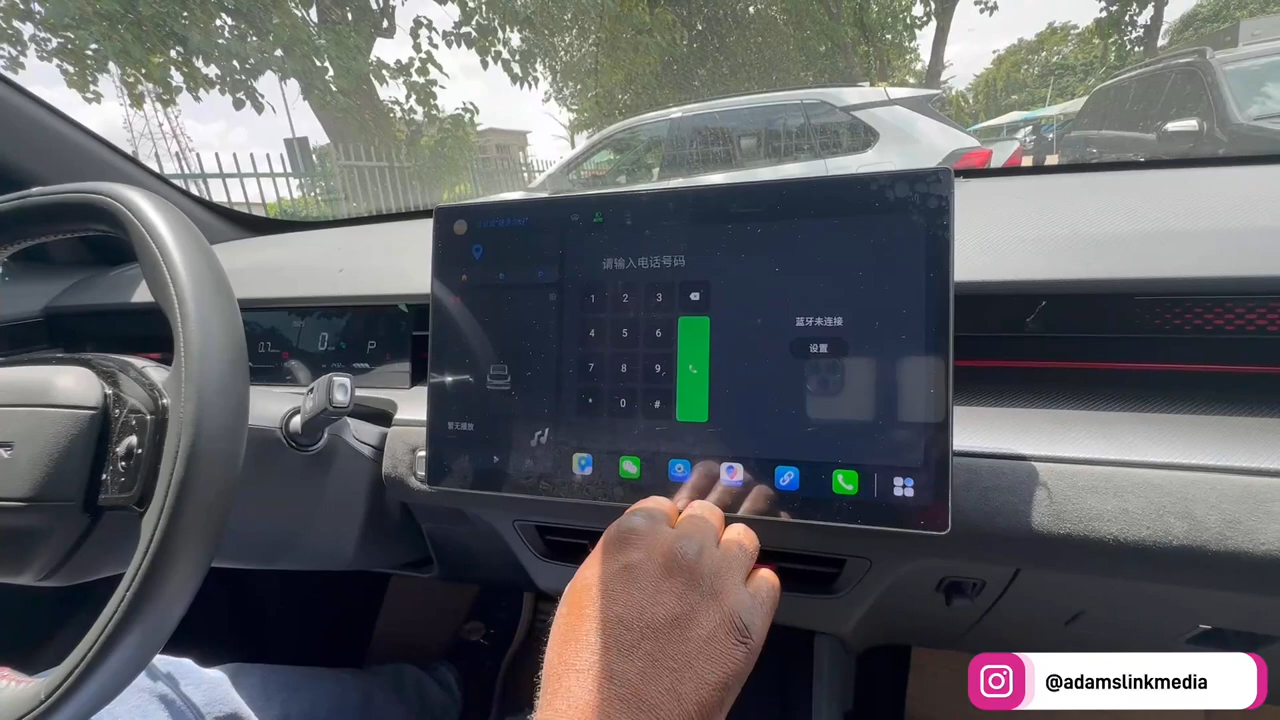 请输入电话号码
1 2 3
4 5 6
7 8 9
* 0 #
蓝牙未连接
设置
暂无播放
0 P
@adamslinkmedia